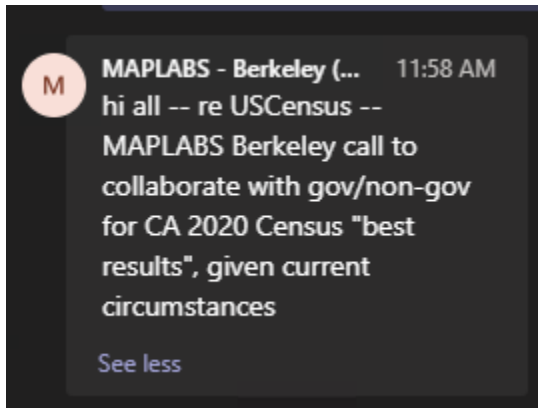 M
MAPLABS - Berkeley (... 11:58 AM
hi all -- re USCensus --
MAPLABS Berkeley call to
collaborate with gov/non-gov
for CA 2020 Census "best
results", given current
circumstances
See less